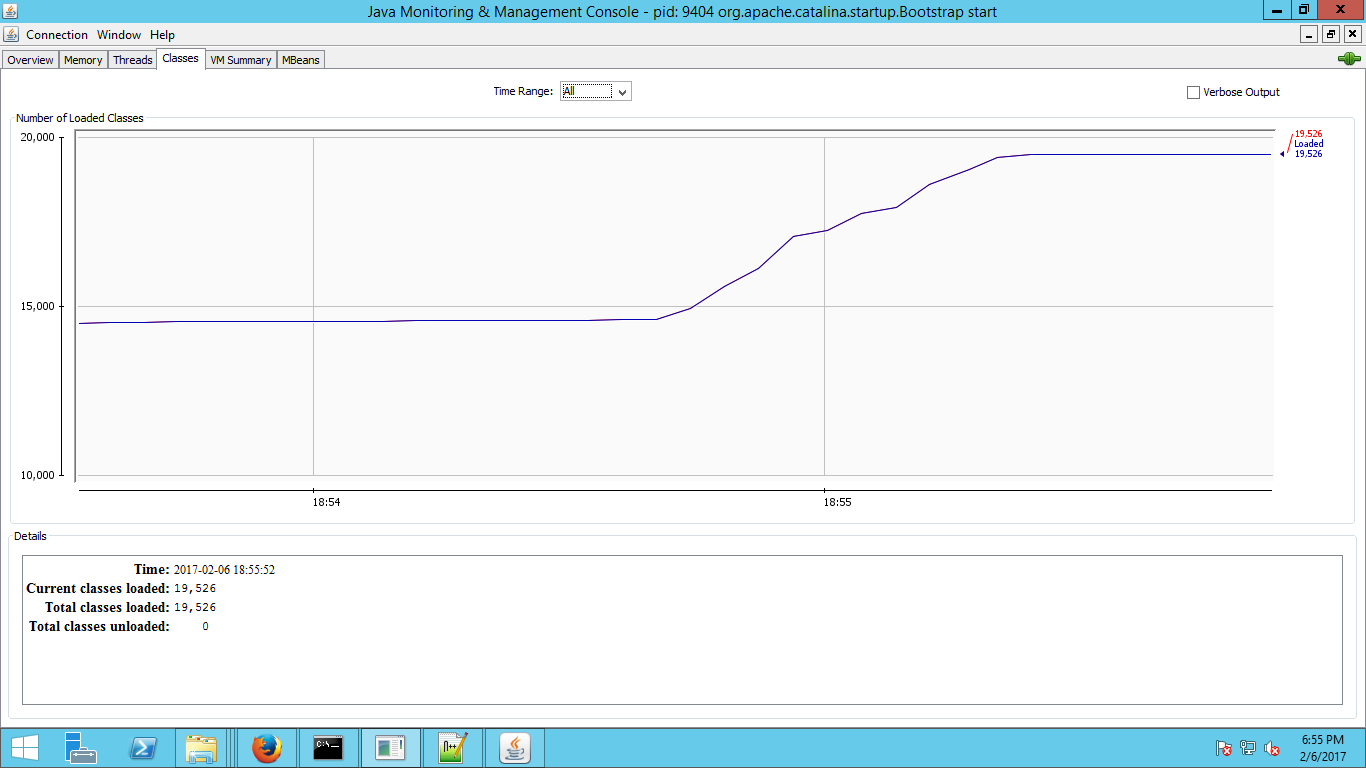 Java Monitoring & Management Console - pid: 9404 org.apache.catalina.startup.Bootstrap start
Connection Window Help
Overview Memory Threads Classes VM Summary MBeans
Time Range: All
Verbose Output
Number of Loaded Classes
20,000
15,000
10,000
19,526
Loaded
19,526
18:54 18:55
Details
Time: 2017-02-06 18:55:52
Current classes loaded: 19,526
Total classes loaded: 19,526
Total classes unloaded: 0
C:\
N++
6:55 PM
2/6/2017